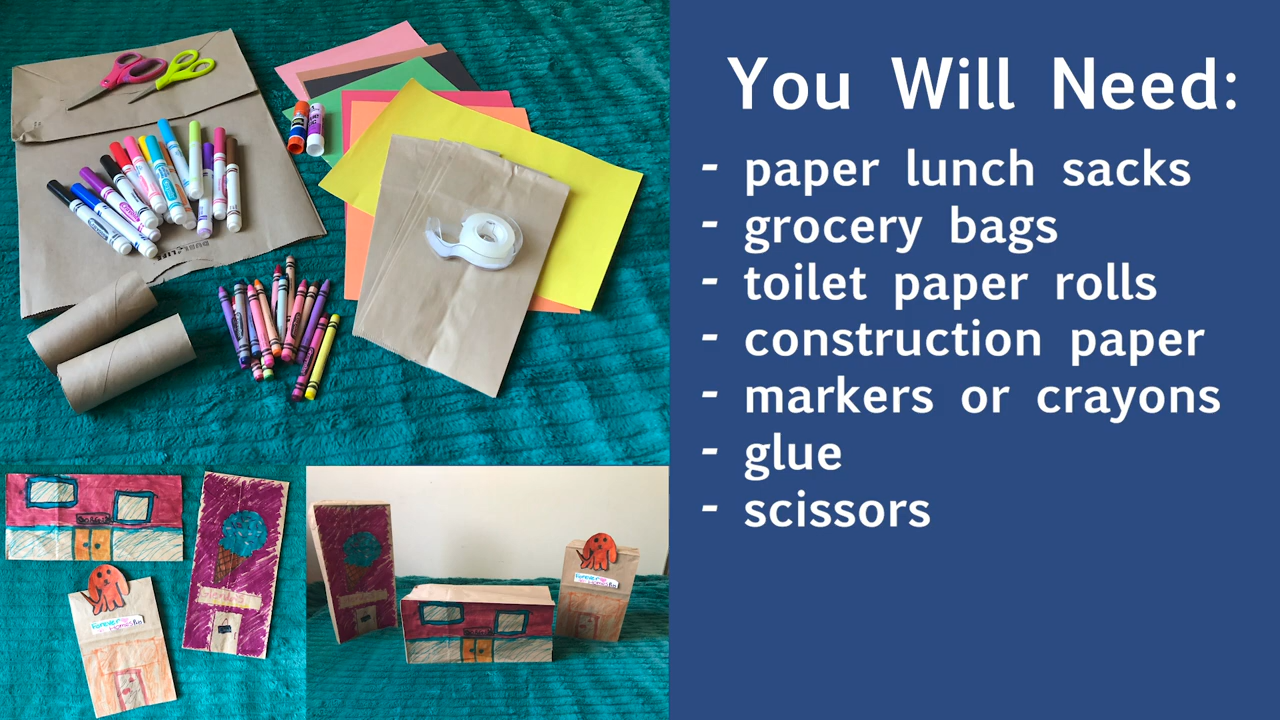 You Will Need:
- paper lunch sacks
- grocery bags
- toilet paper rolls
- construction paper
- markers or crayons
- glue
- scissors